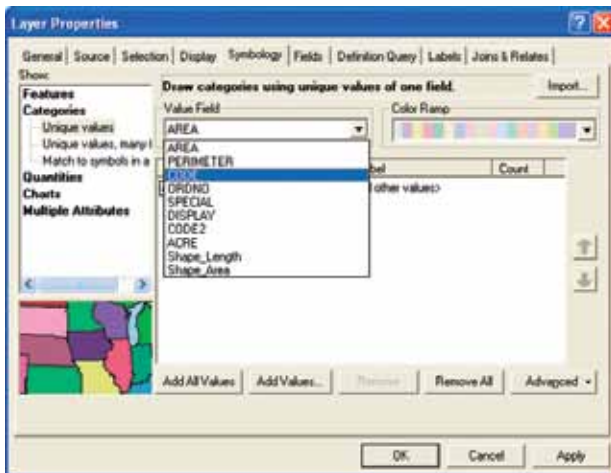 Layer Properties
General Source Selection Display Symbology Fields Definition Query Labels Joins & Relates
Show:
Features
Categories
Unique values
Unique values, many
Match to symbols in a
Quantities
Charts
Multiple Attributes
Draw categories using unique values of one field.
Import...
Value Field
Color Ramp
AREA
AREA
PERIMETER
CODE
ORDNO
SPECIAL
DISPLAY
CODE2
ACRE
Shape_Length
Shape_Area
bel
Count
other values>
Add All Values Add Values... Remove Remove All Advanced
OK Cancel Apply